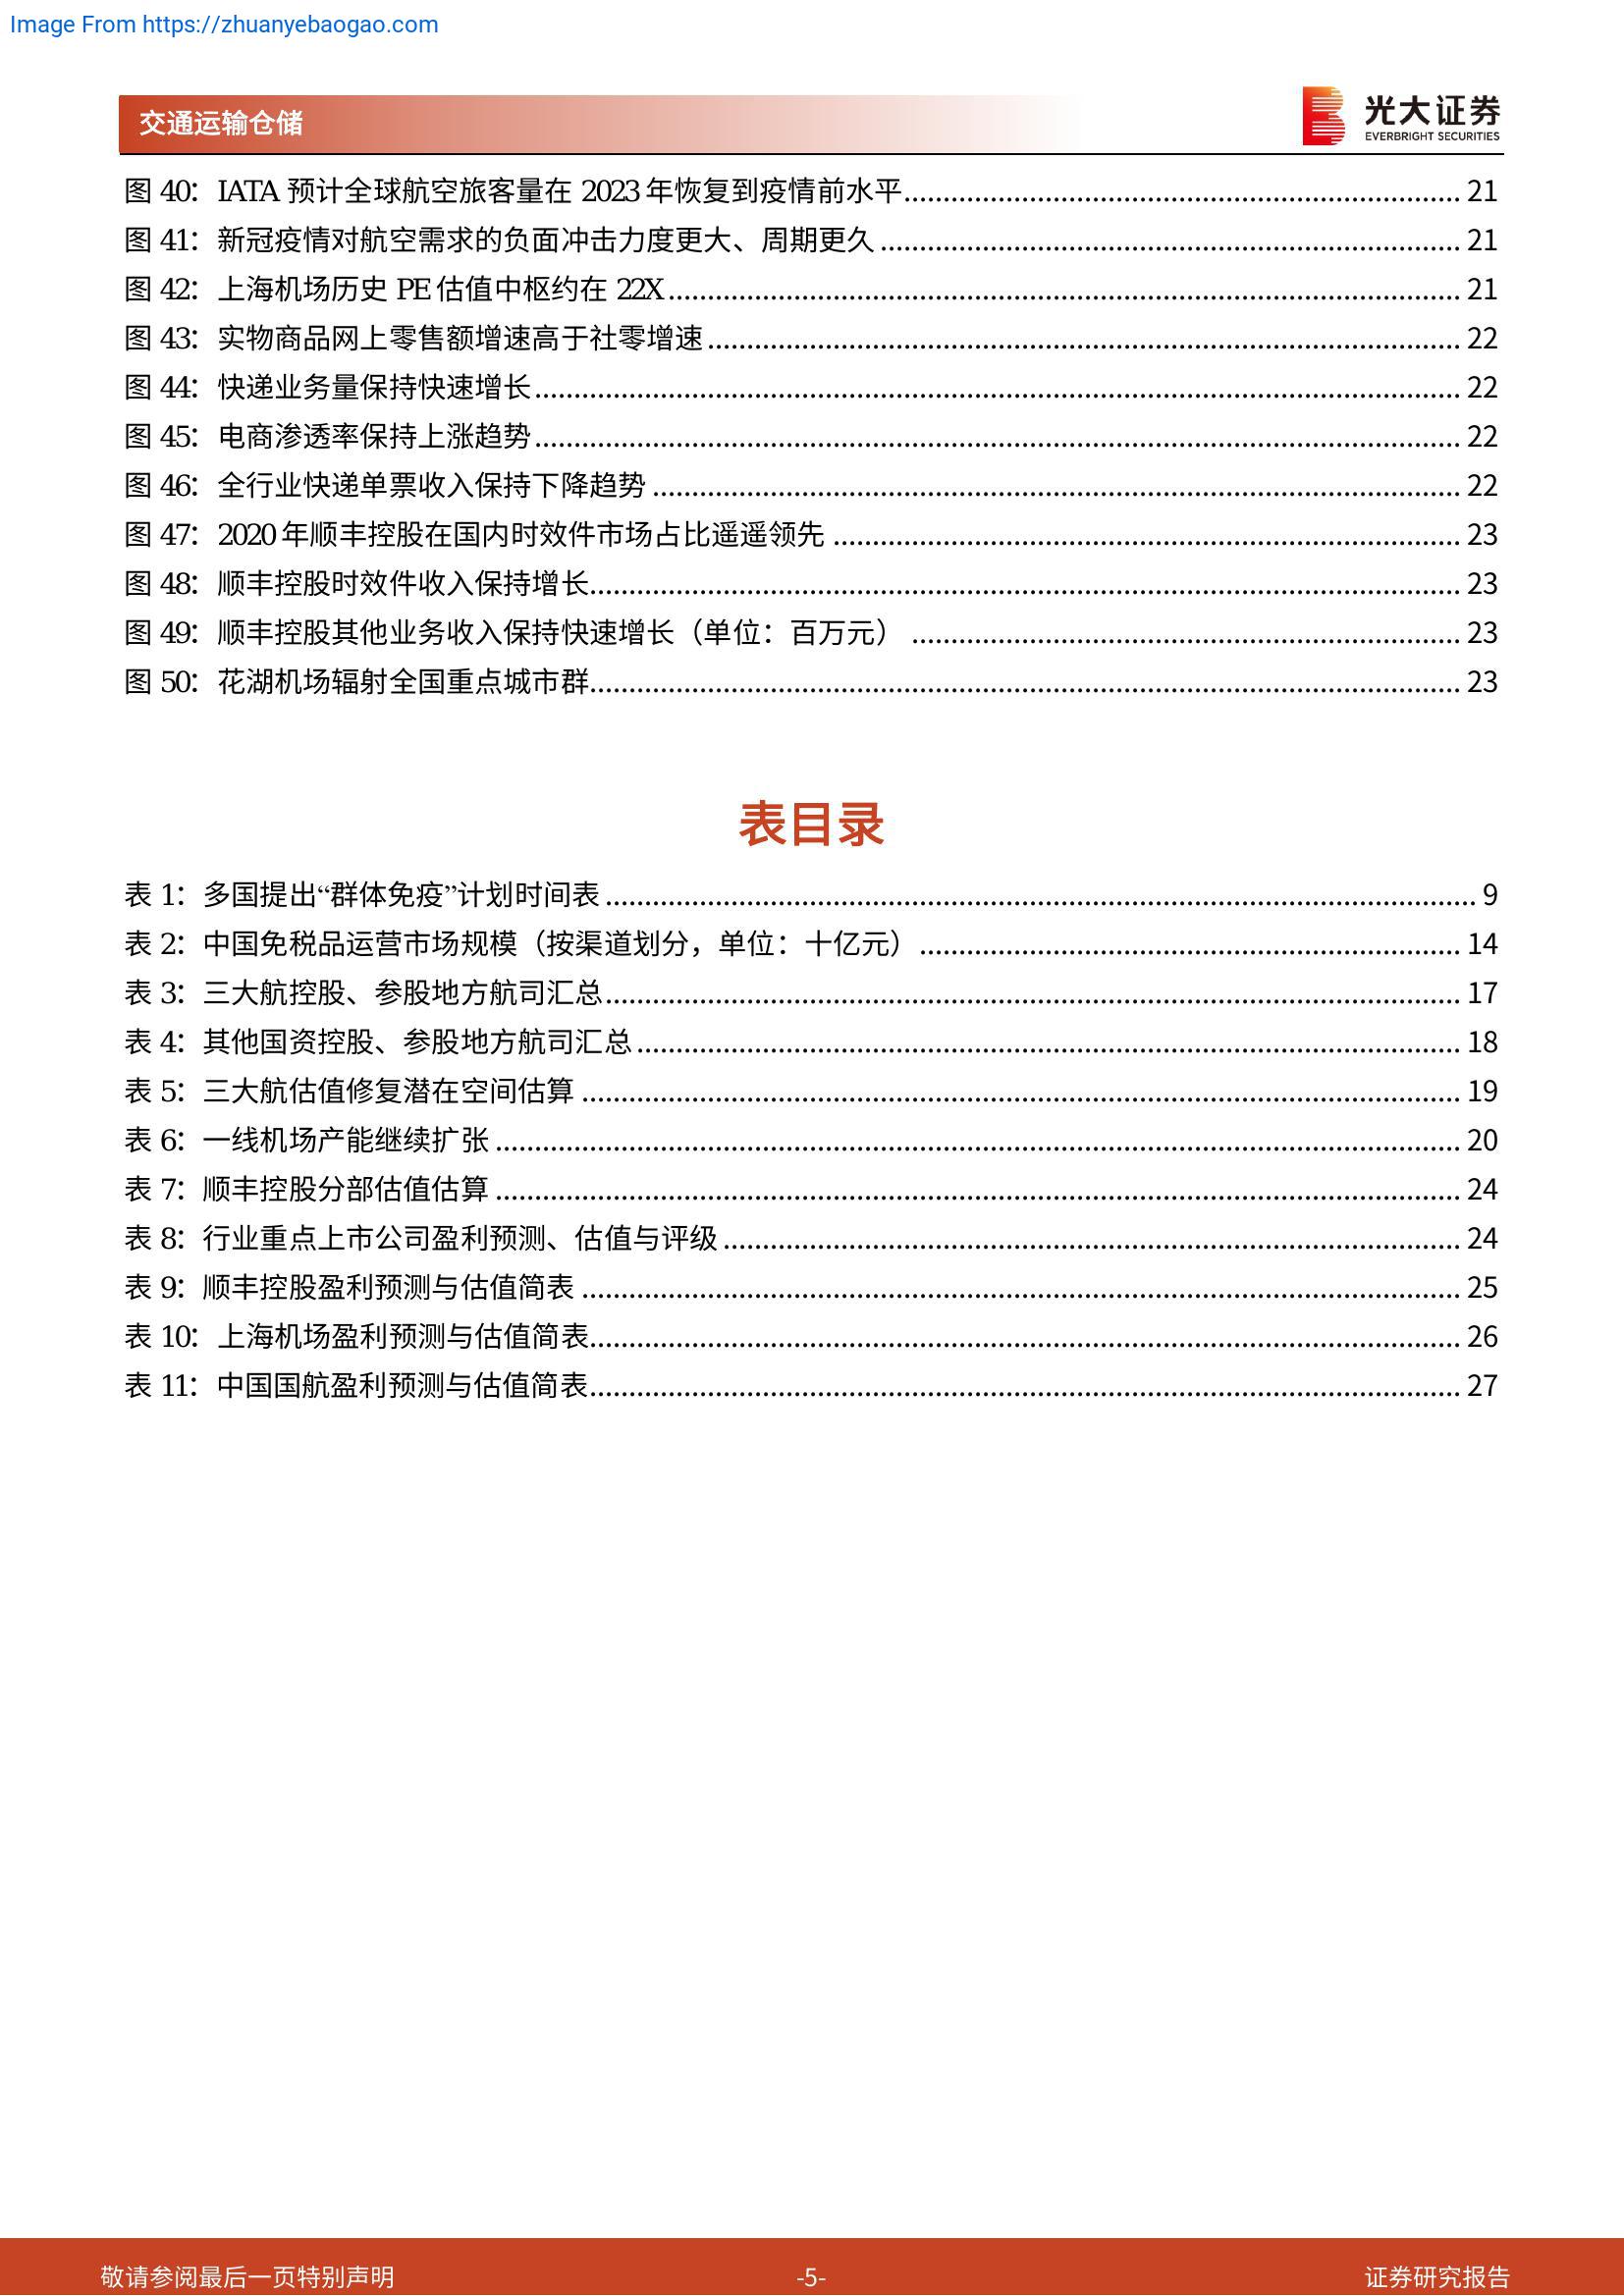 Image From https://zhuanyebaogao.com
交通运输仓储
光大证券
EVERBRIGHT SECURITIES
图 40：IATA 预计全球航空旅客量在 2023 年恢复到疫情前水平........................................................................ 21
图 41：新冠疫情对航空需求的负面冲击力度更大、周期更久 .......................................................................... 21
图 42：上海机场历史 PE 估值中枢约在 22X ..................................................................................................... 21
图 43：实物商品网上零售额增速高于社零增速 ................................................................................................ 22
图 44：快递业务量保持快速增长 ...................................................................................................................... 22
图 45：电商渗透率保持上涨趋势 ...................................................................................................................... 22
图 46：全行业快递单票收入保持下降趋势 ....................................................................................................... 22
图 47：2020 年顺丰控股在国内时效件市场占比遥遥领先 ................................................................................ 23
图 48：顺丰控股时效件收入保持增长............................................................................................................... 23
图 49：顺丰控股其他业务收入保持快速增长（单位：百万元） ...................................................................... 23
图 50：花湖机场辐射全国重点城市群............................................................................................................... 23
表目录
表 1：多国提出“群体免疫”计划时间表 ............................................................................................................... 9
表 2：中国免税品运营市场规模（按渠道划分，单位：十亿元） ..................................................................... 14
表 3：三大航控股、参股地方航司汇总............................................................................................................. 17
表 4：其他国资控股、参股地方航司汇总 ......................................................................................................... 18
表 5：三大航估值修复潜在空间估算 ................................................................................................................ 19
表 6：一线机场产能继续扩张 ........................................................................................................................... 20
表 7：顺丰控股分部估值估算 ........................................................................................................................... 24
表 8：行业重点上市公司盈利预测、估值与评级 .............................................................................................. 24
表 9：顺丰控股盈利预测与估值简表 ................................................................................................................ 25
表 10：上海机场盈利预测与估值简表............................................................................................................... 26
表 11：中国国航盈利预测与估值简表............................................................................................................... 27
敬请参阅最后一页特别声明
-5-
证券研究报告